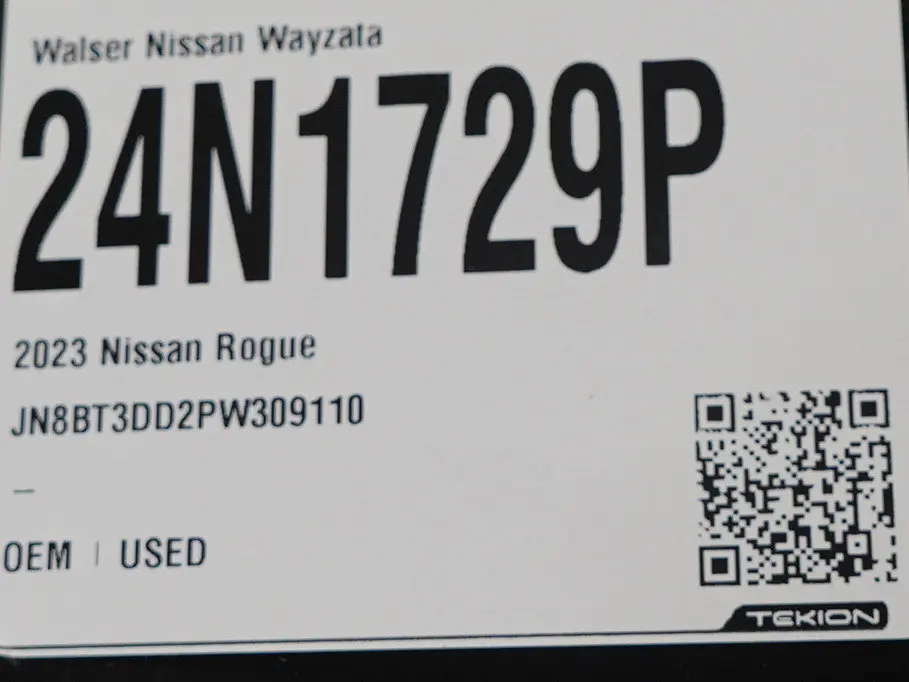 Walser Nissan Wayzata
24N1729P
2023 Nissan Rogue
JN8BT3DD2PW309110
–
OEM | USED
TEKION